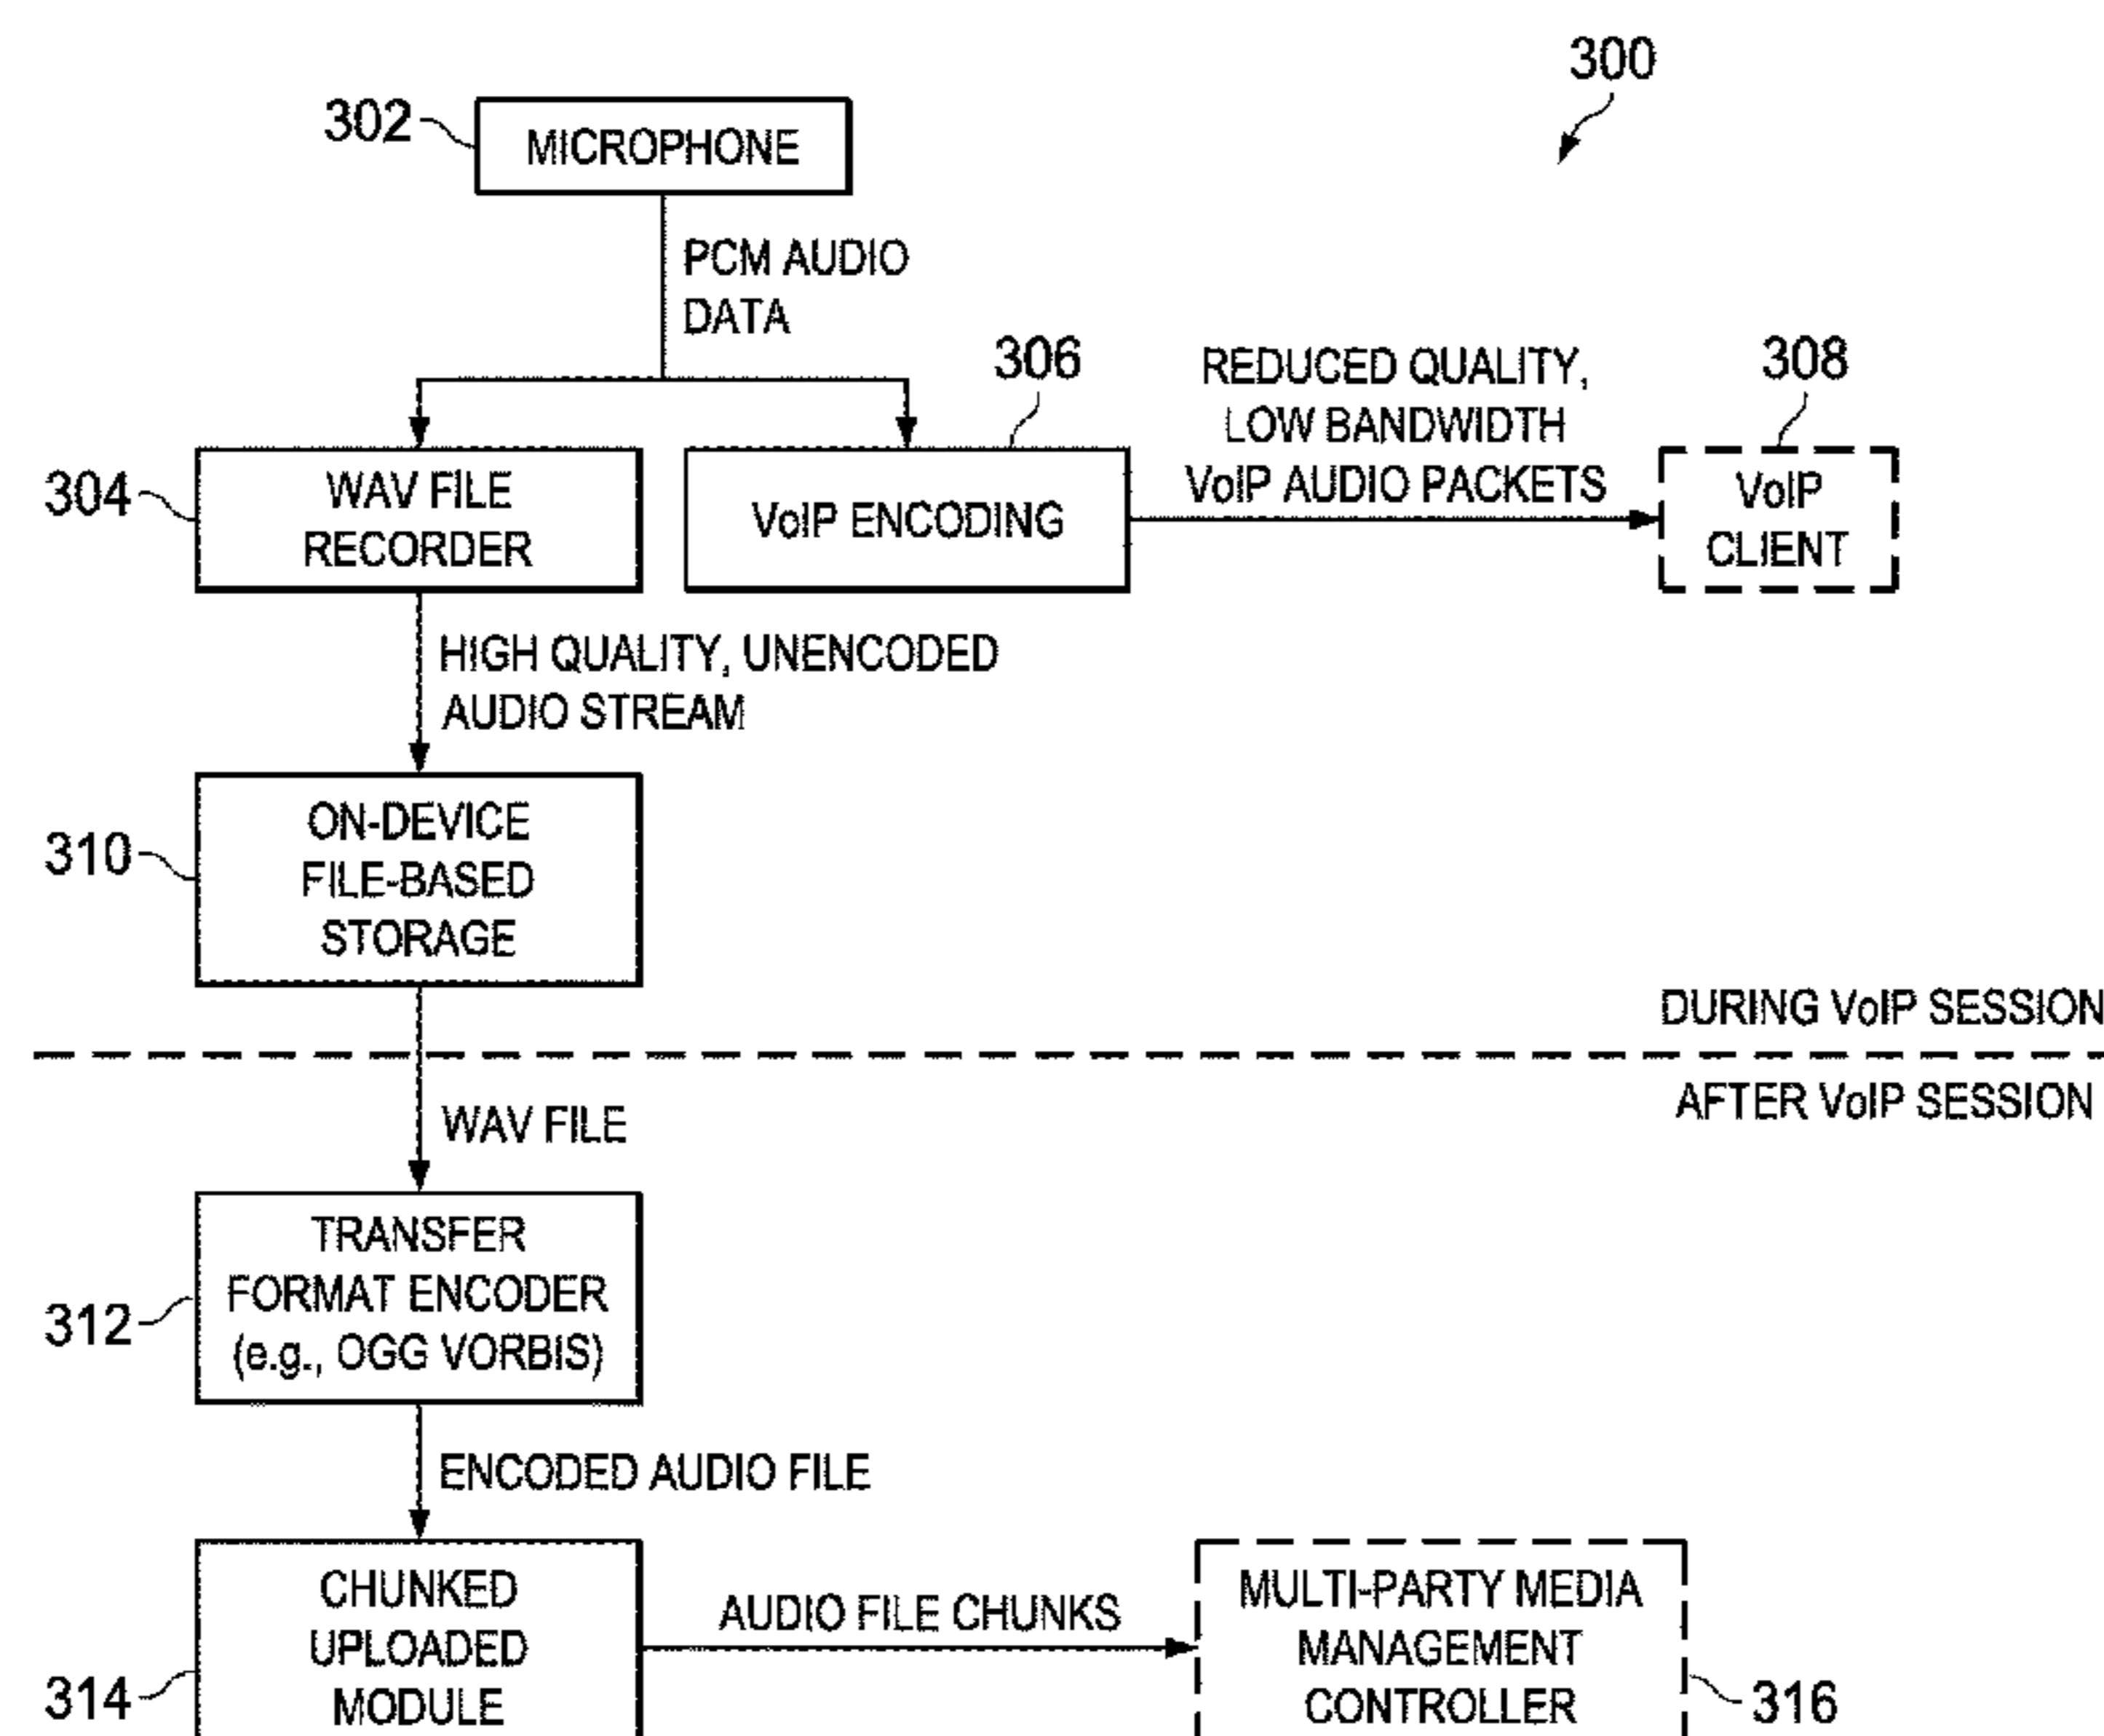 300
302
MICROPHONE
PCM AUDIO
DATA
306
REDUCED QUALITY,
LOW BANDWIDTH
VoIP AUDIO PACKETS
308
304
WAV FILE
RECORDER
VoIP ENCODING
VoIP
CLIENT
HIGH QUALITY, UNENCODED
AUDIO STREAM
310
ON-DEVICE
FILE-BASED
STORAGE
DURING VoIP SESSION
AFTER VoIP SESSION
WAV FILE
312
TRANSFER
FORMAT ENCODER
(e.g., OGG VORBIS)
ENCODED AUDIO FILE
314
CHUNKED
UPLOADED
MODULE
AUDIO FILE CHUNKS
MULTI-PARTY MEDIA
MANAGEMENT
CONTROLLER
316